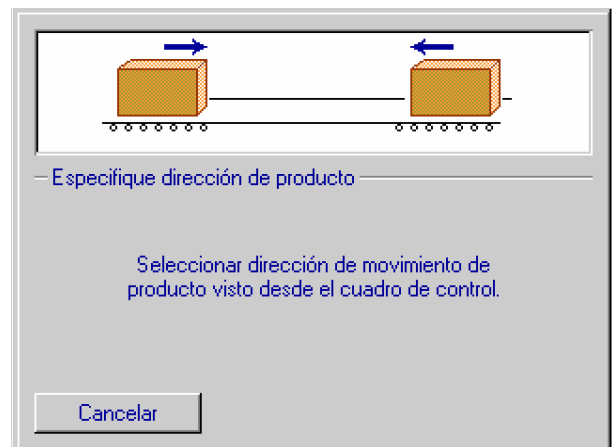 Especifique dirección de producto
Seleccionar dirección de movimiento de
producto visto desde el cuadro de control.
Cancelar